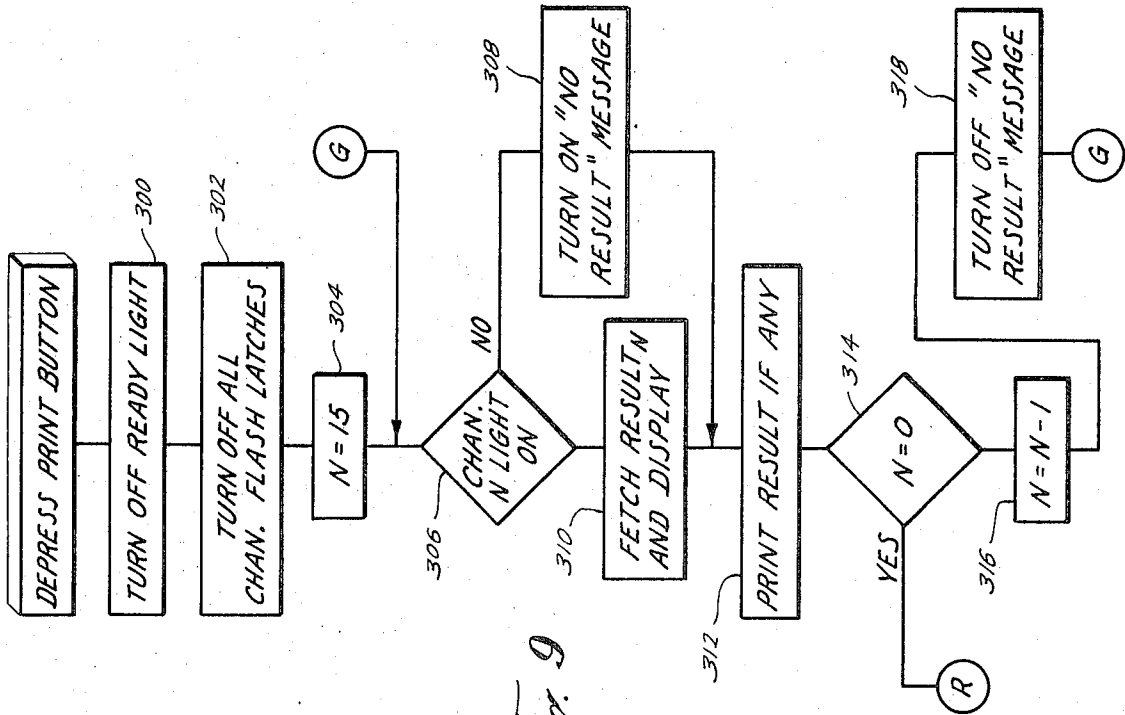 DEPRESS PRINT BUTTON
TURN OFF READY LIGHT
300
TURN OFF ALL
CHAN. FLASH LATCHES
302
N=15
304
G
CHAN.
N LIGHT
ON
306
NO
TURN ON "NO
RESULT" MESSAGE
308
FETCH RESULT N
AND DISPLAY
310
PRINT RESULT IF ANY
312
N=0
314
YES
R
N=N-1
316
TURN OFF "NO
RESULT" MESSAGE
318
G
9